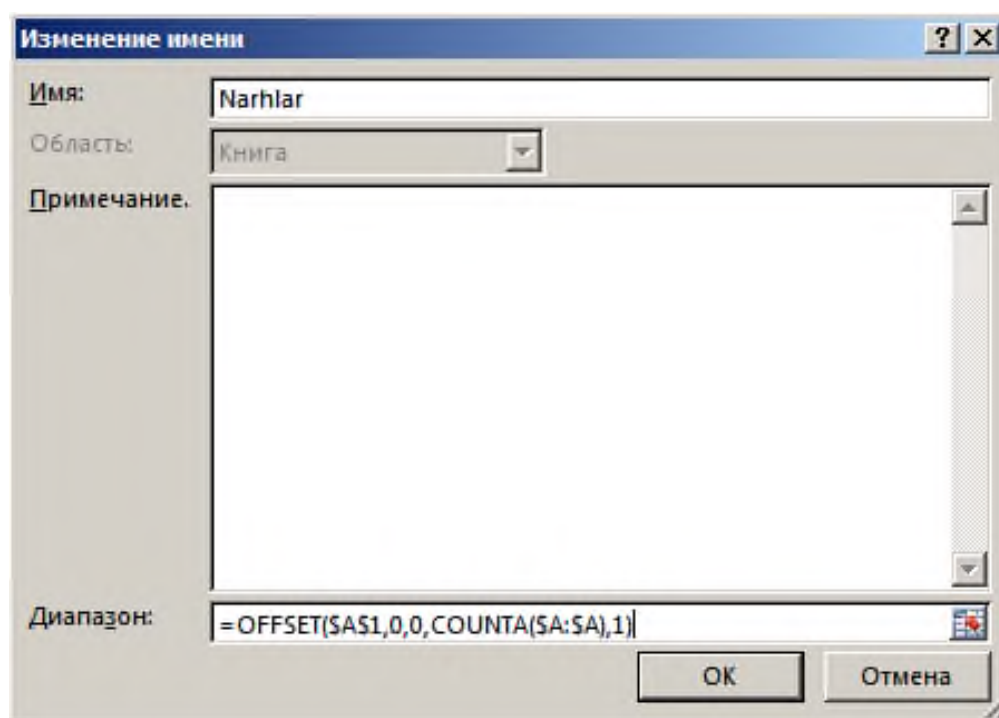 Изменение имени
Имя: Narhlar
Область: Книга
Примечание.
Диапазон: =OFFSET($A$1,0,0,COUNTA($A:$A),1)
OK Отмена